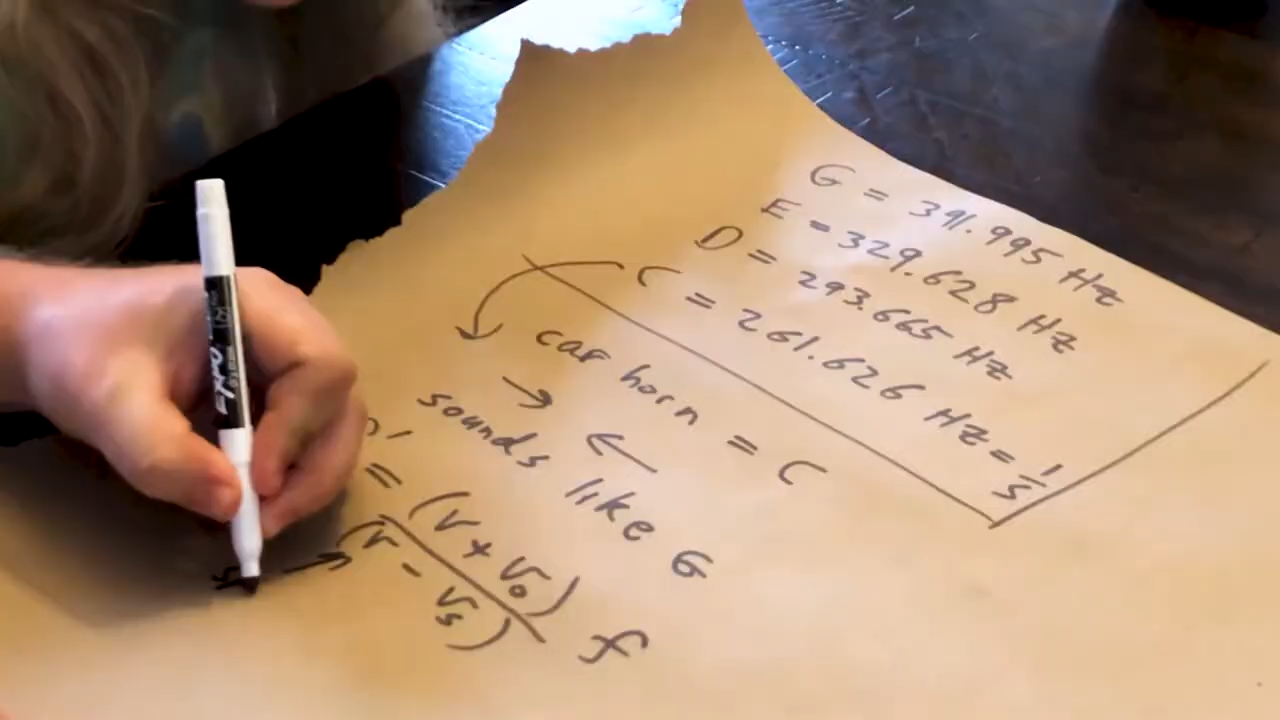 G = 391.995 Hz
E = 329.628 Hz
D = 293.665 Hz
C = 261.626 Hz = 1/s
car horn = C
→ ←
sounds like G
= (v + v₀) / (v - vₛ) f
EXPO